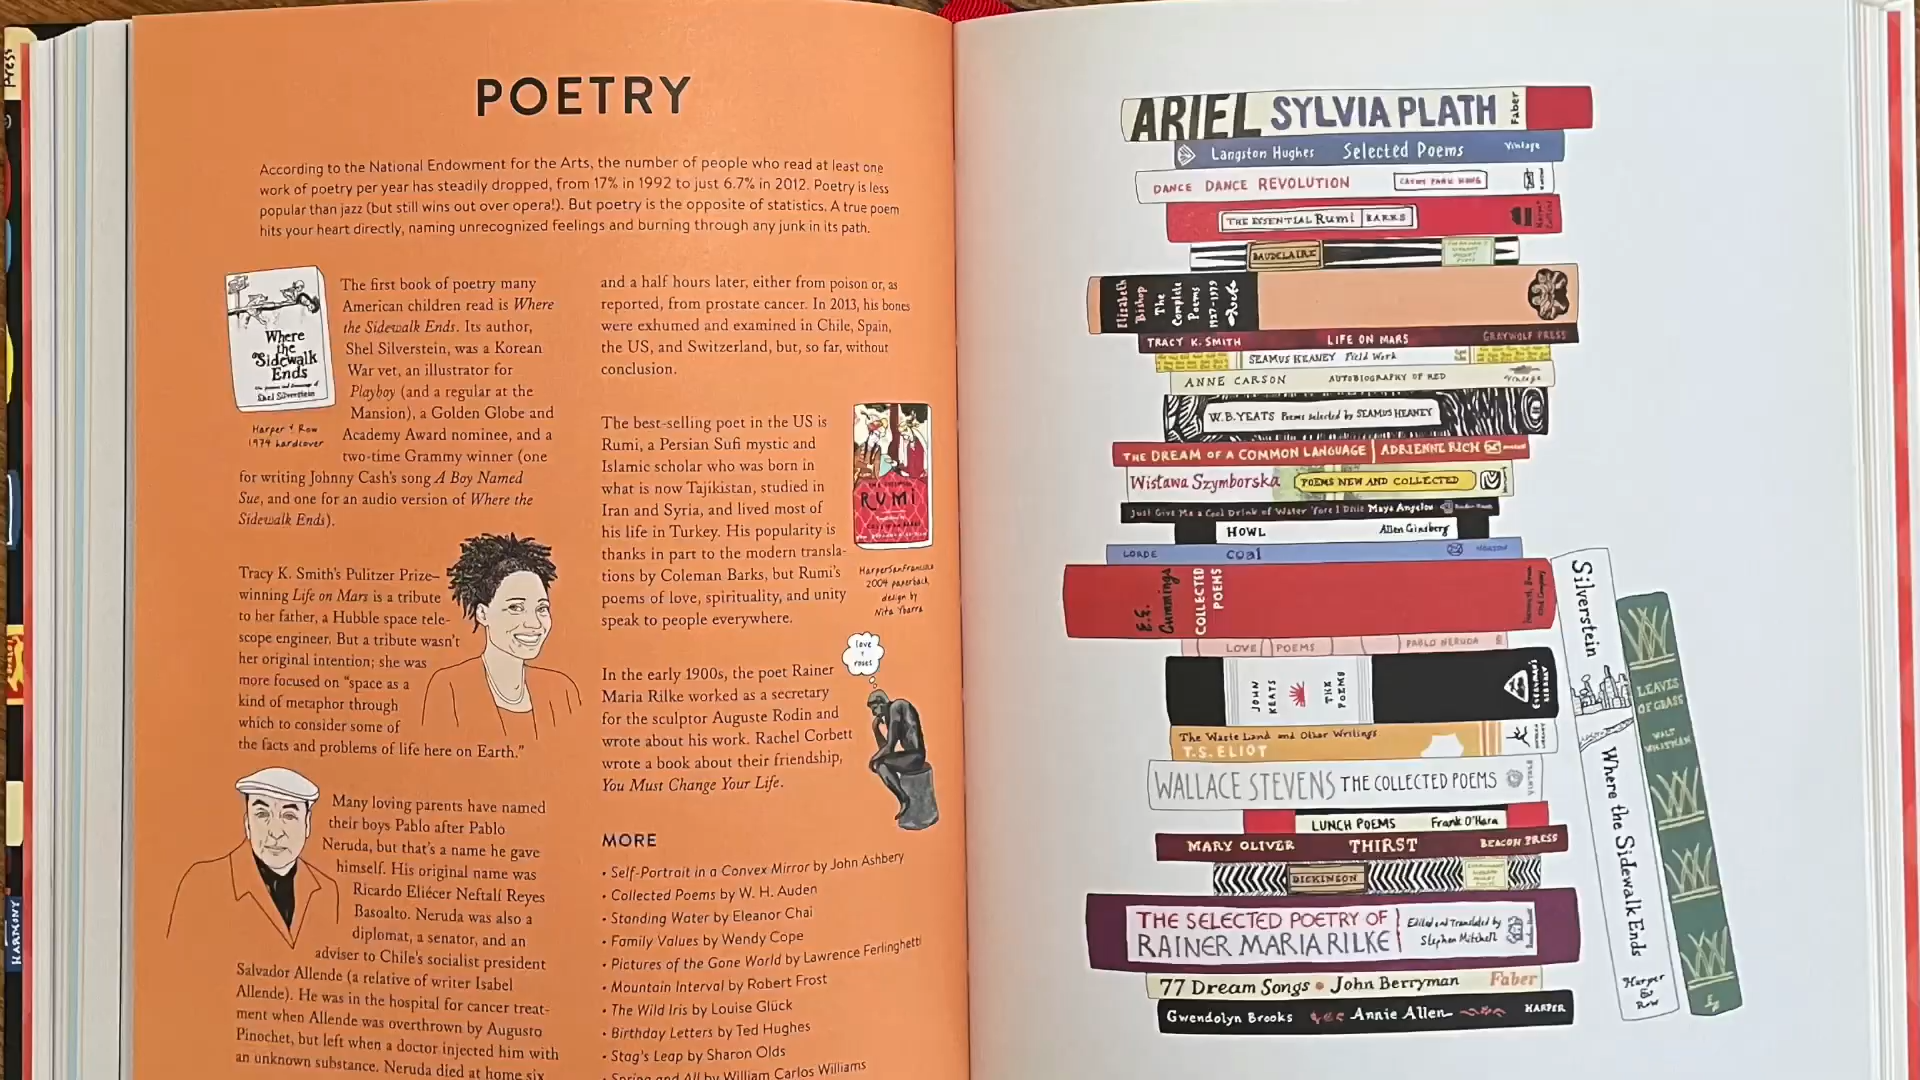 POETRY
According to the National Endowment for the Arts, the number of people who read at least one
work of poetry per year has steadily dropped, from 17% in 1992 to just 6.7% in 2012. Poetry is less
popular than jazz (but still wins out over opera!). But poetry is the opposite of statistics. A true poem
hits your heart directly, naming unrecognized feelings and burning through any junk in its path.
Where
the
Sidewalk
Ends
Shel Silverstein
Harper & Row
1974 hardcover
The first book of poetry many
American children read is Where
the Sidewalk Ends. Its author,
Shel Silverstein, was a Korean
War vet, an illustrator for
Playboy (and a regular at the
Mansion), a Golden Globe and
Academy Award nominee, and a
two-time Grammy winner (one
for writing Johnny Cash's song A Boy Named
Sue, and one for an audio version of Where the
Sidewalk Ends).
Tracy K. Smith's Pulitzer Prize–
winning Life on Mars is a tribute
to her father, a Hubble space tele-
scope engineer. But a tribute wasn't
her original intention; she was
more focused on "space as a
kind of metaphor through
which to consider some of
the facts and problems of life here on Earth."
Many loving parents have named
their boys Pablo after Pablo
Neruda, but that's a name he gave
himself. His original name was
Ricardo Eliécer Neftalí Reyes
Basoalto. Neruda was also a
diplomat, a senator, and an
adviser to Chile's socialist president
Salvador Allende (a relative of writer Isabel
Allende). He was in the hospital for cancer treat-
ment when Allende was overthrown by Augusto
Pinochet, but left when a doctor injected him with
an unknown substance. Neruda died at home six
and a half hours later, either from poison or, as
reported, from prostate cancer. In 2013, his bones
were exhumed and examined in Chile, Spain,
the US, and Switzerland, but, so far, without
conclusion.
The best-selling poet in the US is
Rumi, a Persian Sufi mystic and
Islamic scholar who was born in
what is now Tajikistan, studied in
Iran and Syria, and lived most of
his life in Turkey. His popularity is
thanks in part to the modern transla-
tions by Coleman Barks, but Rumi's
poems of love, spirituality, and unity
speak to people everywhere.
RUMI
HarperSanFrancisco
2004 paperback
design by
Nita Ybarra
In the early 1900s, the poet Rainer
Maria Rilke worked as a secretary
for the sculptor Auguste Rodin and
wrote about his work. Rachel Corbett
wrote a book about their friendship,
You Must Change Your Life.
love
&
roses
MORE
• Self-Portrait in a Convex Mirror by John Ashbery
• Collected Poems by W. H. Auden
• Standing Water by Eleanor Chai
• Family Values by Wendy Cope
• Pictures of the Gone World by Lawrence Ferlinghetti
• Mountain Interval by Robert Frost
• The Wild Iris by Louise Glück
• Birthday Letters by Ted Hughes
• Stag's Leap by Sharon Olds
• Spring and All by William Carlos Williams
ARIEL SYLVIA PLATH Faber
Langston Hughes Selected Poems Vintage
DANCE DANCE REVOLUTION CATHY PARK HONG
THE ESSENTIAL Rumi BARKS
BAUDELAIRE
Elizabeth Bishop The Complete Poems 1927-1979
TRACY K. SMITH LIFE ON MARS GRAYWOLF PRESS
SEAMUS HEANEY Field Work
ANNE CARSON AUTOBIOGRAPHY OF RED Vintage
W.B. YEATS Poems selected by SEAMUS HEANEY
THE DREAM OF A COMMON LANGUAGE ADRIENNE RICH
Wisława Szymborska POEMS NEW AND COLLECTED
Just Give Me a Cool Drink of Water 'Fore I Diiie Maya Angelou
HOWL Allen Ginsberg
LORDE coal
E.E. Cummings COLLECTED POEMS
LOVE POEMS PABLO NERUDA
JOHN KEATS THE POEMS EVERYMAN'S LIBRARY
The Waste Land and Other Writings
T.S. ELIOT
WALLACE STEVENS THE COLLECTED POEMS VINTAGE
LUNCH POEMS Frank O'Hara
MARY OLIVER THIRST BEACON PRESS
DICKINSON
THE SELECTED POETRY OF
RAINER MARIA RILKE
Edited and Translated by
Stephen Mitchell
77 Dream Songs • John Berryman Faber
Gwendolyn Brooks Annie Allen HARPER
Silverstein Where the Sidewalk Ends Harper & Row
LEAVES
OF GRASS
WALT
WHITMAN
press
HARMONY